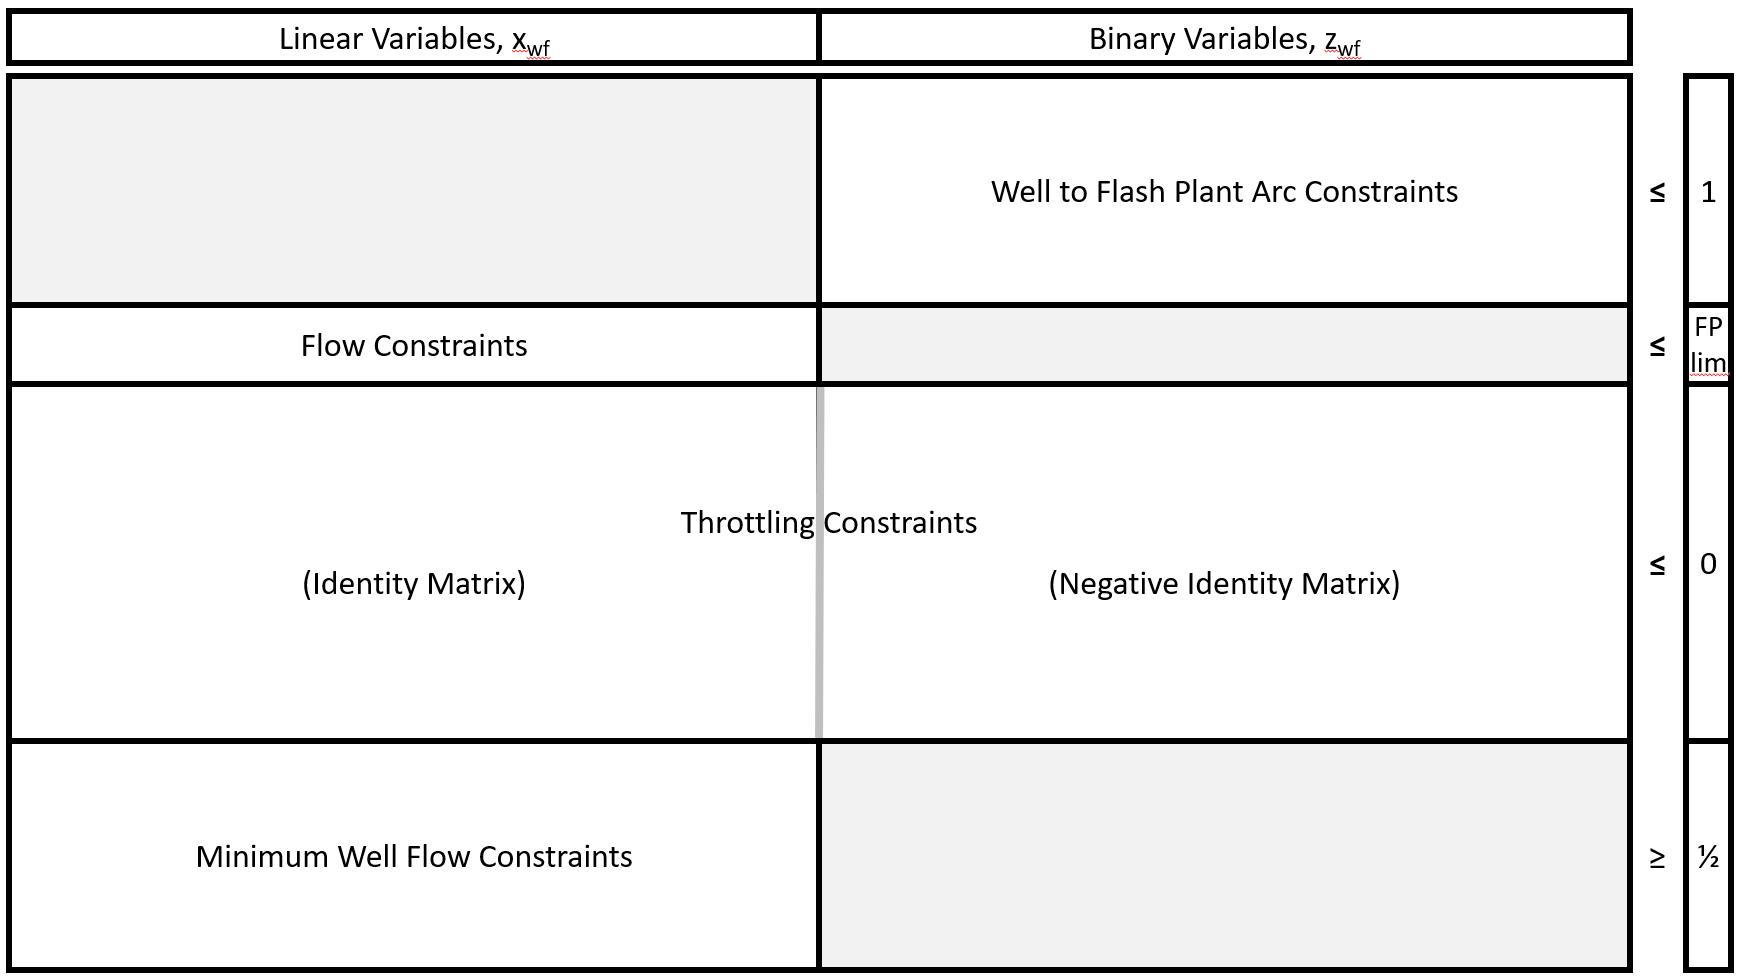 Linear Variables, xwf
Binary Variables, zwf
Well to Flash Plant Arc Constraints
≤
1
Flow Constraints
≤
FP
lim
Throttling Constraints
(Identity Matrix)
(Negative Identity Matrix)
≤
0
Minimum Well Flow Constraints
≥
½